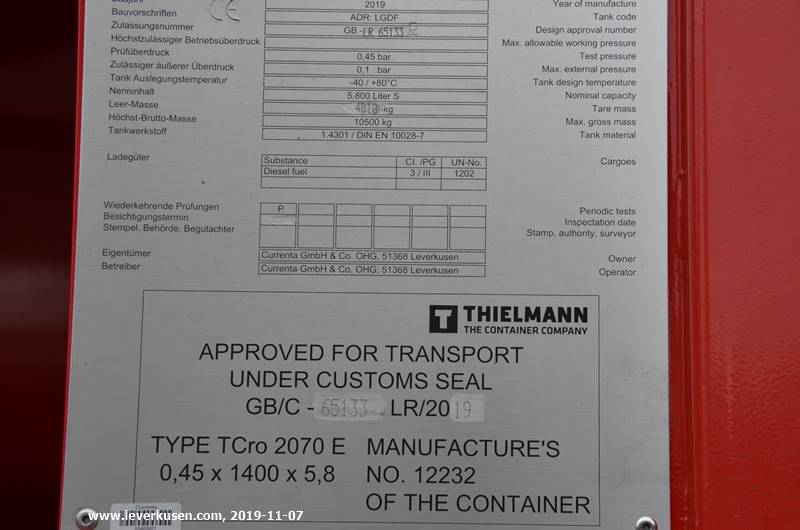 Baujahr 2019 Year of manufacture
Bauvorschriften ADR: LGDF Tank code
Zulassungsnummer GB - LR 65133 Design approval number
Höchstzulässiger Betriebsüberdruck Max. allowable working pressure
Prüfüberdruck 0,45 bar Test pressure
Zulässiger äußerer Überdruck 0,1 bar Max. external pressure
Tank Auslegungstemperatur -40 / +80°C Tank design temperature
Nenninhalt 5.800 Liter S Nominal capacity
Leer-Masse 4810 kg Tare mass
Höchst-Brutto-Masse 10500 kg Max. gross mass
Tankwerkstoff 1.4301 / DIN EN 10028-7 Tank material
Ladegüter Substance Cl. /PG UN-No. Cargoes
Diesel fuel 3 / III 1202
Wiederkehrende Prüfungen P Periodic tests
Besichtigungstermin Inspection date
Stempel, Behörde, Begutachter Stamp, authority, surveyor
Eigentümer Currenta GmbH & Co. OHG, 51368 Leverkusen Owner
Betreiber Currenta GmbH & Co. OHG, 51368 Leverkusen Operator
THIELMANN
THE CONTAINER COMPANY
APPROVED FOR TRANSPORT
UNDER CUSTOMS SEAL
GB/C - 65133 LR/20 19
TYPE TCro 2070 E MANUFACTURE'S
0,45 x 1400 x 5,8 NO. 12232
OF THE CONTAINER
Currenta
www.leverkusen.com, 2019-11-07